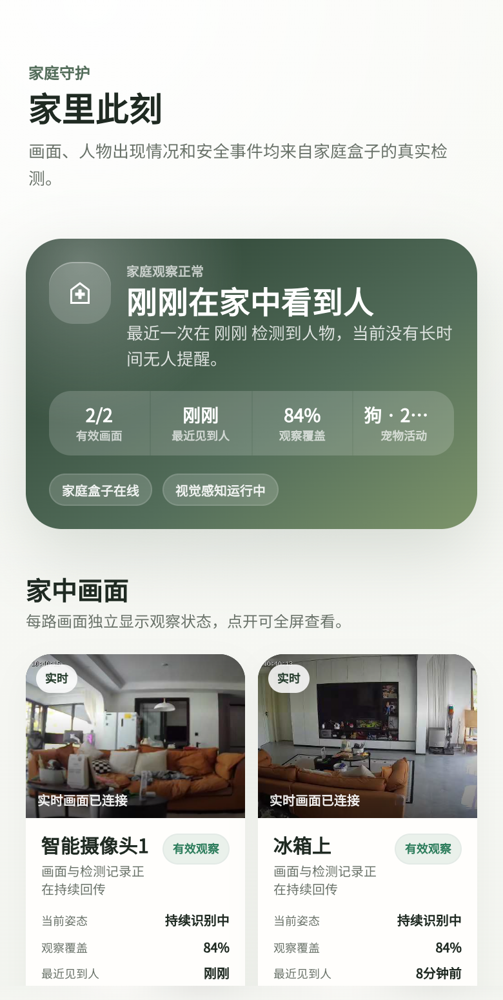 家庭守护
家里此刻
画面、人物出现情况和安全事件均来自家庭盒子的真实检
测。
家庭观察正常
刚刚在家中看到人
最近一次在 刚刚 检测到人物，当前没有长时
间无人提醒。
2/2
有效画面
刚刚
最近见到人
84%
观察覆盖
狗 · 2…
宠物活动
家庭盒子在线
视觉感知运行中
家中画面
每路画面独立显示观察状态，点开可全屏查看。
实时
实时画面已连接
智能摄像头1
有效观察
画面与检测记录正
在持续回传
当前姿态
持续识别中
观察覆盖
84%
最近见到人
刚刚
10:40:13
实时
实时画面已连接
冰箱上
有效观察
画面与检测记录正
在持续回传
当前姿态
持续识别中
观察覆盖
84%
最近见到人
8分钟前